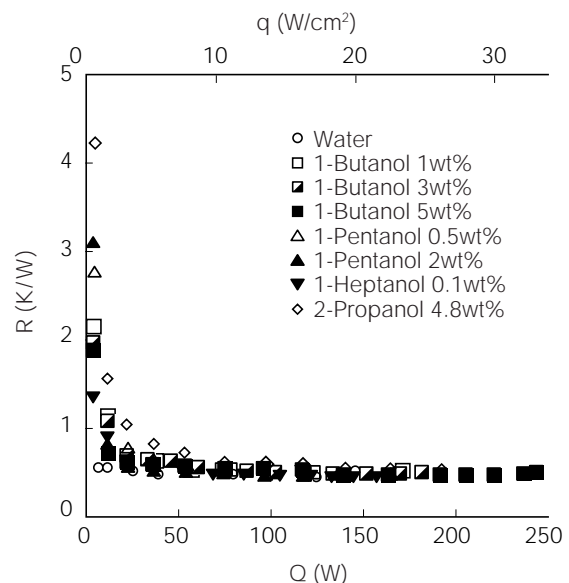 q (W/cm²)
0 10 20 30
5
4
3
2
1
0
R (K/W)
Water
1-Butanol 1wt%
1-Butanol 3wt%
1-Butanol 5wt%
1-Pentanol 0.5wt%
1-Pentanol 2wt%
1-Heptanol 0.1wt%
2-Propanol 4.8wt%
0 50 100 150 200 250
Q (W)